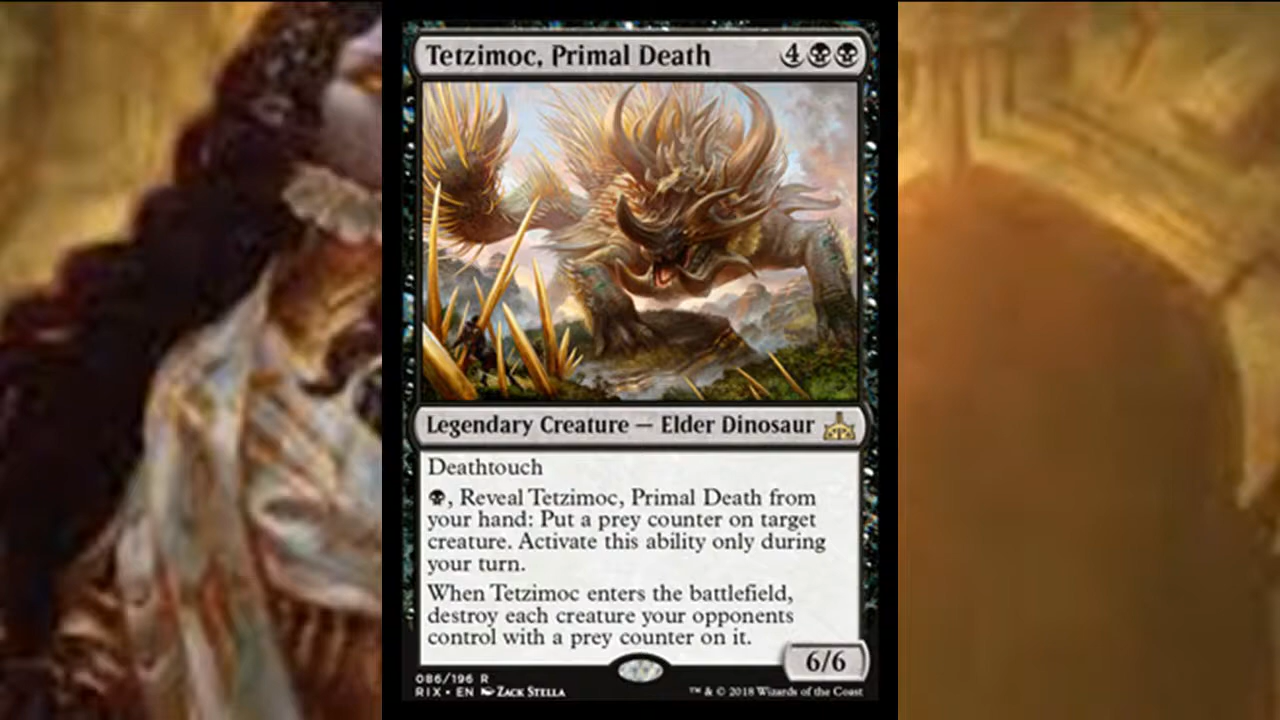 Tetzimoc, Primal Death 4
Legendary Creature — Elder Dinosaur
Deathtouch
, Reveal Tetzimoc, Primal Death from
your hand: Put a prey counter on target
creature. Activate this ability only during
your turn.
When Tetzimoc enters the battlefield,
destroy each creature your opponents
control with a prey counter on it.
6/6
086/196 R
RIX • EN Zack Stella
™ & © 2018 Wizards of the Coast